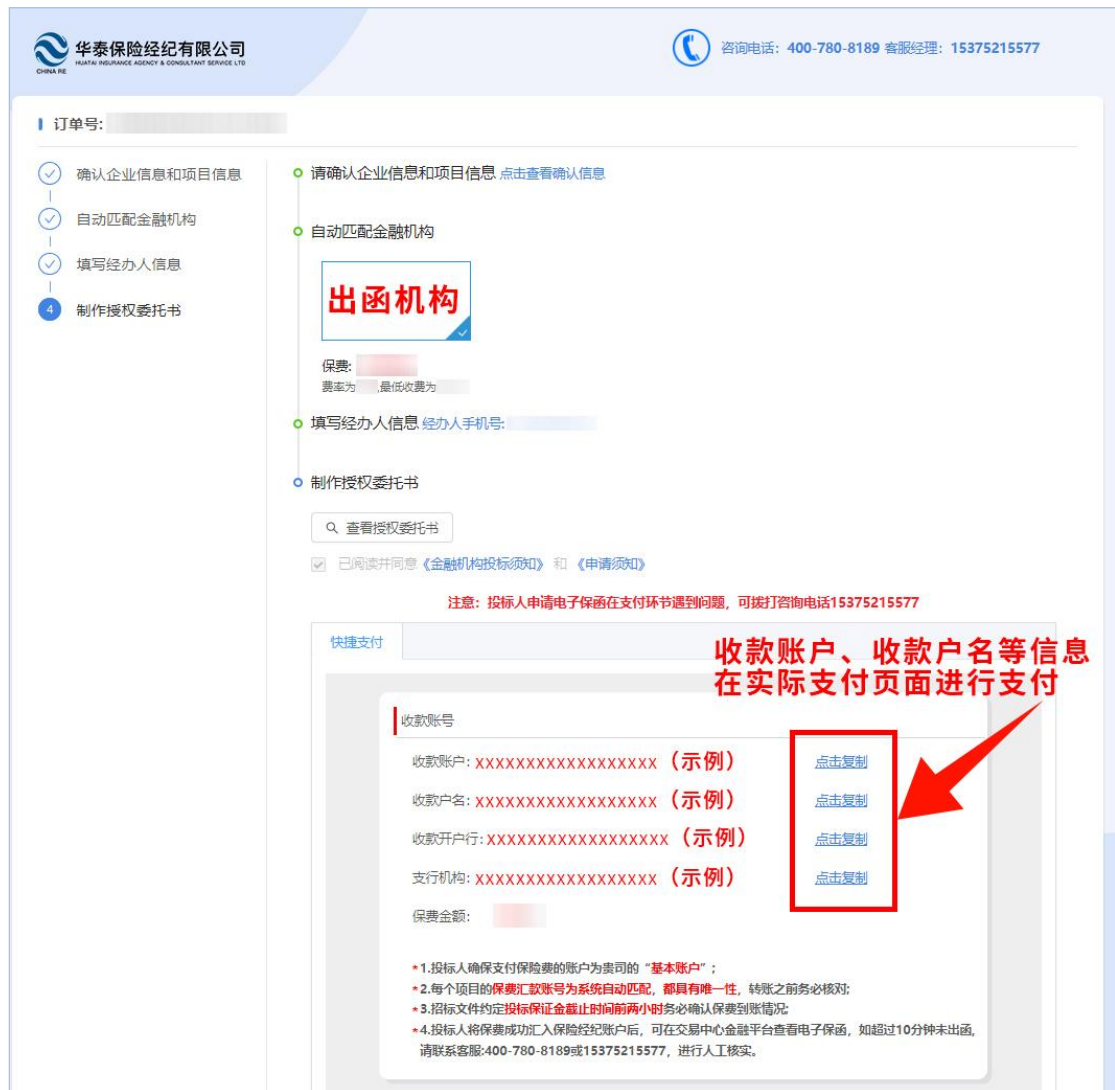 华泰保险经纪有限公司
HUATAI INSURANCE AGENCY & CONSULTANT SERVICE LTD
CHINA RE
咨询电话：400-780-8189 客服经理：15375215577
订单号:
确认企业信息和项目信息
自动匹配金融机构
填写经办人信息
4 制作授权委托书
请确认企业信息和项目信息 点击查看确认信息
自动匹配金融机构
出函机构
保费:
费率为 ,最低收费为
填写经办人信息 经办人手机号:
制作授权委托书
查看授权委托书
已阅读并同意《金融机构投标须知》 和 《申请须知》
注意：投标人申请电子保函在支付环节遇到问题，可拨打咨询电话15375215577
快捷支付
收款账户、收款户名等信息
在实际支付页面进行支付
收款账号
收款账户: XXXXXXXXXXXXXXXXXX（示例） 点击复制
收款户名: XXXXXXXXXXXXXXXXXX（示例） 点击复制
收款开户行: XXXXXXXXXXXXXXXXXX（示例） 点击复制
支行机构: XXXXXXXXXXXXXXXXXX（示例） 点击复制
保费金额:
*1.投标人确保支付保险费的账户为贵司的“基本账户”;
*2.每个项目的保费汇款账号为系统自动匹配，都具有唯一性，转账之前务必核对;
*3.招标文件约定投标保证金截止时间前两小时务必确认保费到账情况;
*4.投标人将保费成功汇入保险经纪账户后，可在交易中心金融平台查看电子保函，如超过10分钟未出函,
请联系客服:400-780-8189或15375215577，进行人工核实。